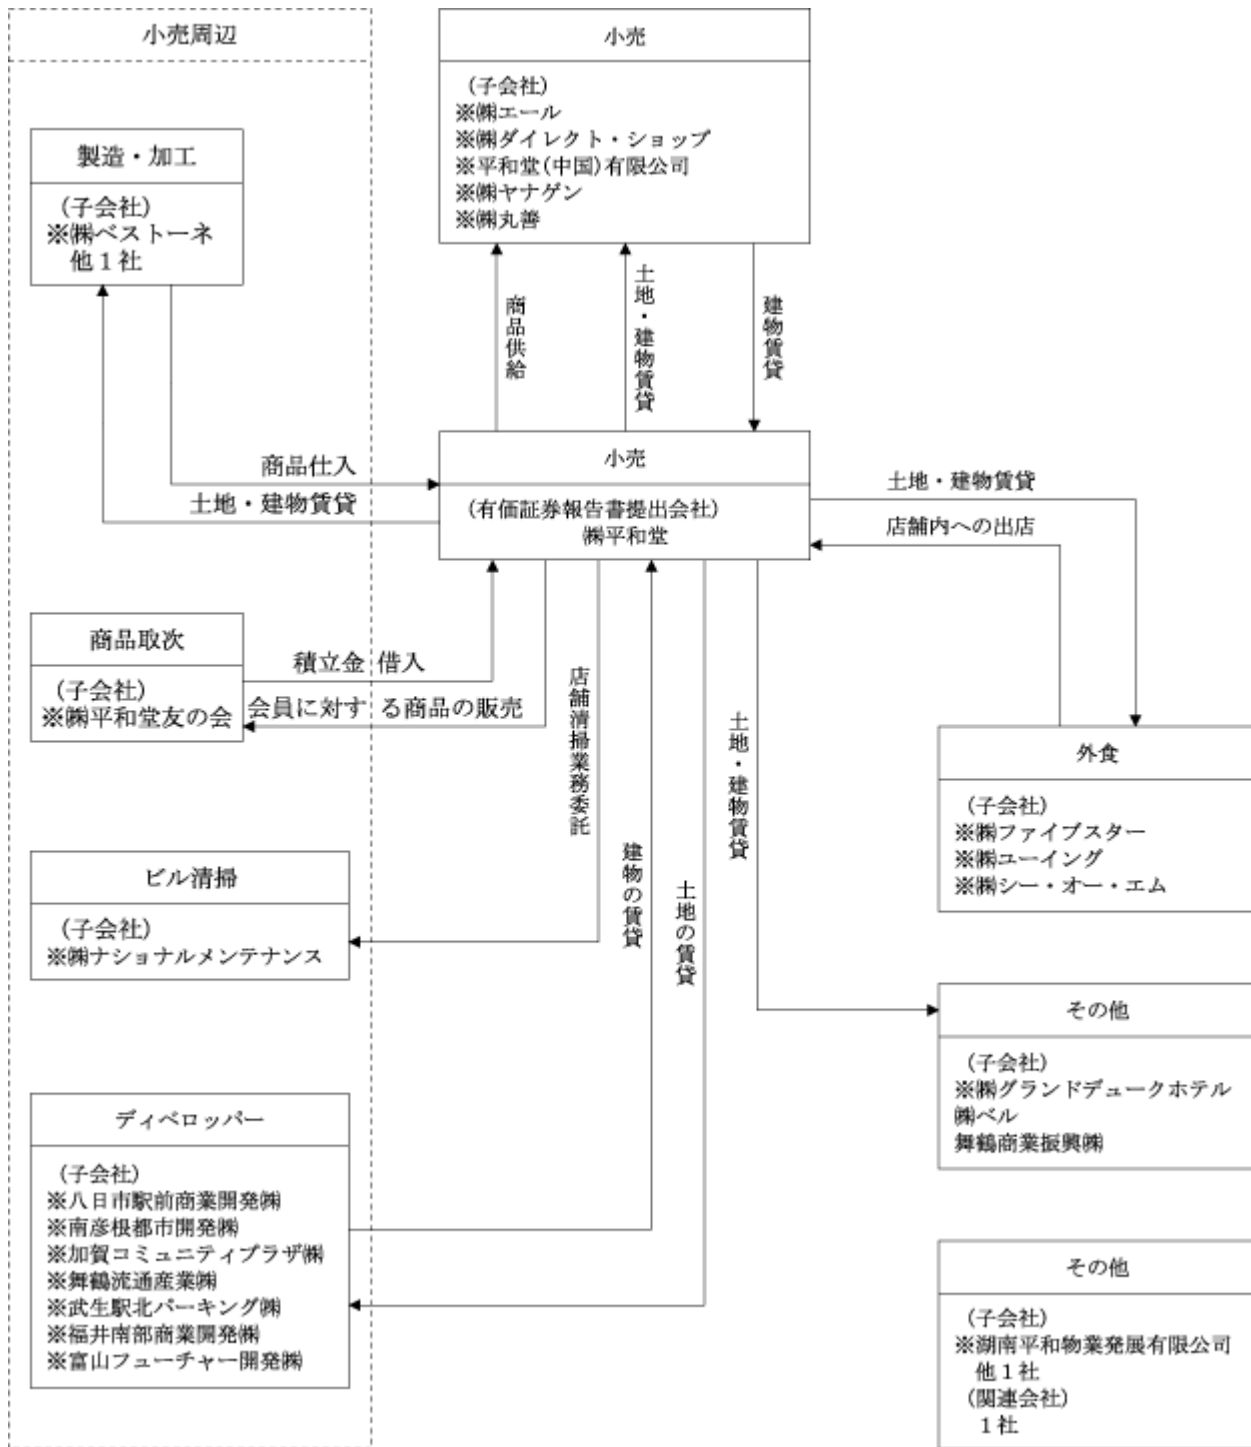 小売周辺
小売
(子会社)
※㈱エール
※㈱ダイレクト・ショップ
※平和堂(中国)有限公司
※㈱ヤナゲン
※㈱丸善
製造・加工
(子会社)
※㈱ベストーネ
他1社
商品供給
土地・建物賃貸
建物賃貸
商品仕入
土地・建物賃貸
小売
(有価証券報告書提出会社)
㈱平和堂
土地・建物賃貸
店舗内への出店
商品取次
(子会社)
※㈱平和堂友の会
積立金 借入
会員に対す る商品の販売
店舗清掃業務委託
建物の賃貸
土地の賃貸
土地・建物賃貸
外食
(子会社)
※㈱ファイブスター
※㈱ユーイング
※㈱シー・オー・エム
ビル清掃
(子会社)
※㈱ナショナルメンテナンス
その他
(子会社)
※㈱グランドデュークホテル
㈱ベル
舞鶴商業振興㈱
ディベロッパー
(子会社)
※八日市駅前商業開発㈱
※南彦根都市開発㈱
※加賀コミュニティプラザ㈱
※舞鶴流通産業㈱
※武生駅北パーキング㈱
※福井南部商業開発㈱
※富山フューチャー開発㈱
その他
(子会社)
※湖南平和物業発展有限公司
他1社
(関連会社)
1社